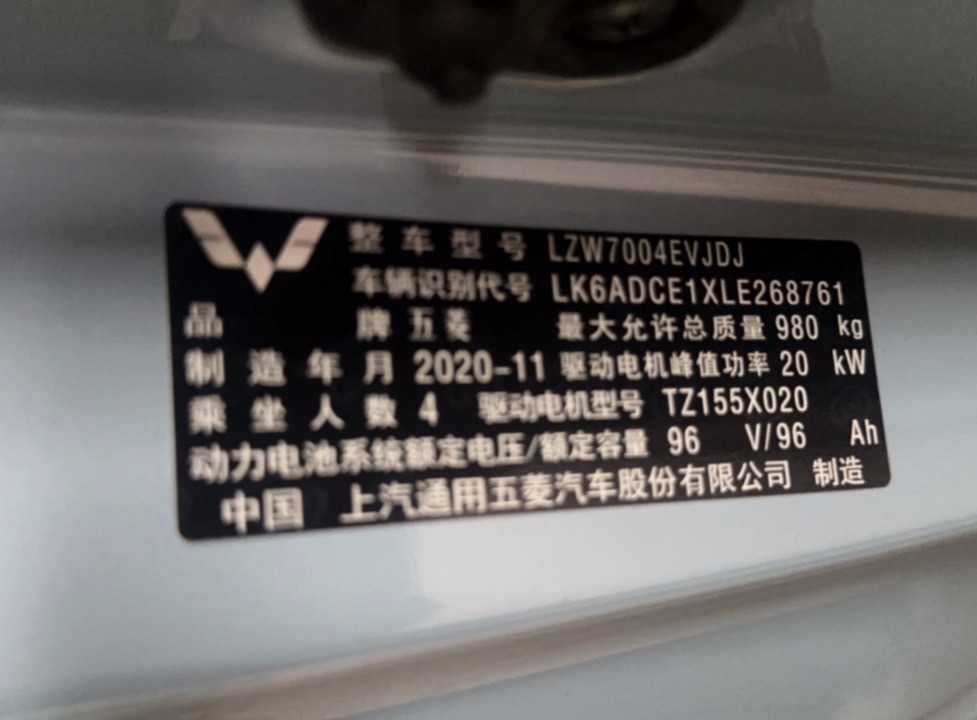 整车型号 LZW7004EVJDJ
车辆识别代号 LK6ADCE1XLE268761
品牌 五菱 最大允许总质量 980 kg
制造年月 2020-11 驱动电机峰值功率 20 kW
乘坐人数 4 驱动电机型号 TZ155X020
动力电池系统额定电压/额定容量 96 V/96 Ah
中国 上汽通用五菱汽车股份有限公司 制造